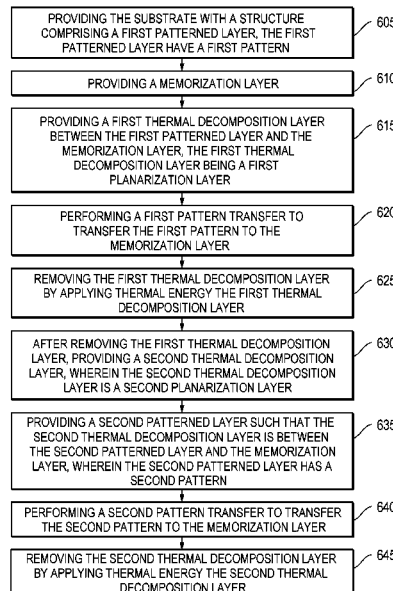 PROVIDING THE SUBSTRATE WITH A STRUCTURE
COMPRISING A FIRST PATTERNED LAYER, THE FIRST
PATTERNED LAYER HAVE A FIRST PATTERN
605
PROVIDING A MEMORIZATION LAYER
610
PROVIDING A FIRST THERMAL DECOMPOSITION LAYER
BETWEEN THE FIRST PATTERNED LAYER AND THE
MEMORIZATION LAYER, THE FIRST THERMAL
DECOMPOSITION LAYER BEING A FIRST
PLANARIZATION LAYER
615
PERFORMING A FIRST PATTERN TRANSFER TO
TRANSFER THE FIRST PATTERN TO THE
MEMORIZATION LAYER
620
REMOVING THE FIRST THERMAL DECOMPOSITION LAYER
BY APPLYING THERMAL ENERGY THE FIRST THERMAL
DECOMPOSITION LAYER
625
AFTER REMOVING THE FIRST THERMAL DECOMPOSITION
LAYER, PROVIDING A SECOND THERMAL DECOMPOSITION
LAYER, WHEREIN THE SECOND THERMAL DECOMPOSITION
LAYER IS A SECOND PLANARIZATION LAYER
630
PROVIDING A SECOND PATTERNED LAYER SUCH THAT THE
SECOND THERMAL DECOMPOSITION LAYER IS BETWEEN
THE SECOND PATTERNED LAYER AND THE MEMORIZATION
LAYER, WHEREIN THE SECOND PATTERNED LAYER HAS A
SECOND PATTERN
635
PERFORMING A SECOND PATTERN TRANSFER TO TRANSFER
THE SECOND PATTERN TO THE MEMORIZATION LAYER
640
REMOVING THE SECOND THERMAL DECOMPOSITION LAYER
BY APPLYING THERMAL ENERGY THE SECOND THERMAL
DECOMPOSITION LAYER
645